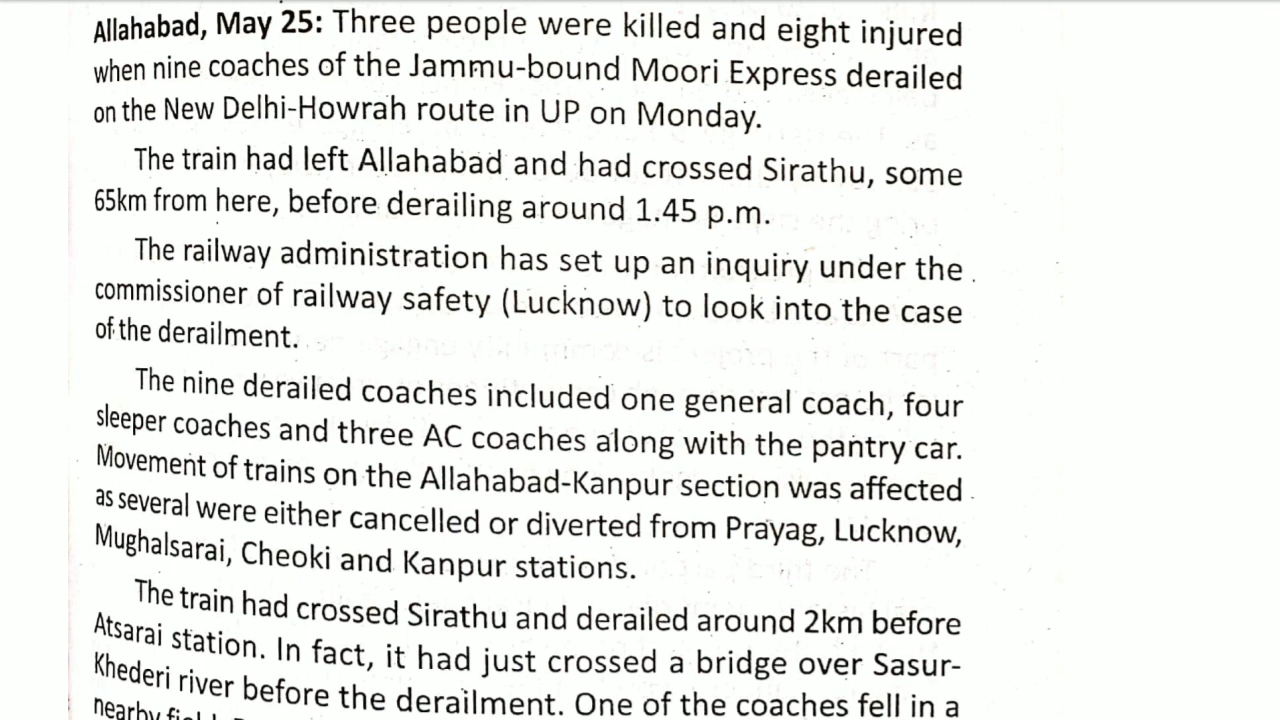 Allahabad, May 25: Three people were killed and eight injured
when nine coaches of the Jammu-bound Moori Express derailed
on the New Delhi-Howrah route in UP on Monday.
The train had left Allahabad and had crossed Sirathu, some
65km from here, before derailing around 1.45 p.m.
The railway administration has set up an inquiry under the
commissioner of railway safety (Lucknow) to look into the case
of the derailment.
The nine derailed coaches included one general coach, four
sleeper coaches and three AC coaches along with the pantry car.
Movement of trains on the Allahabad-Kanpur section was affected
as several were either cancelled or diverted from Prayag, Lucknow,
Mughalsarai, Cheoki and Kanpur stations.
The train had crossed Sirathu and derailed around 2km before
Atsarai station. In fact, it had just crossed a bridge over Sasur-
Khederi river before the derailment. One of the coaches fell in a
nearby